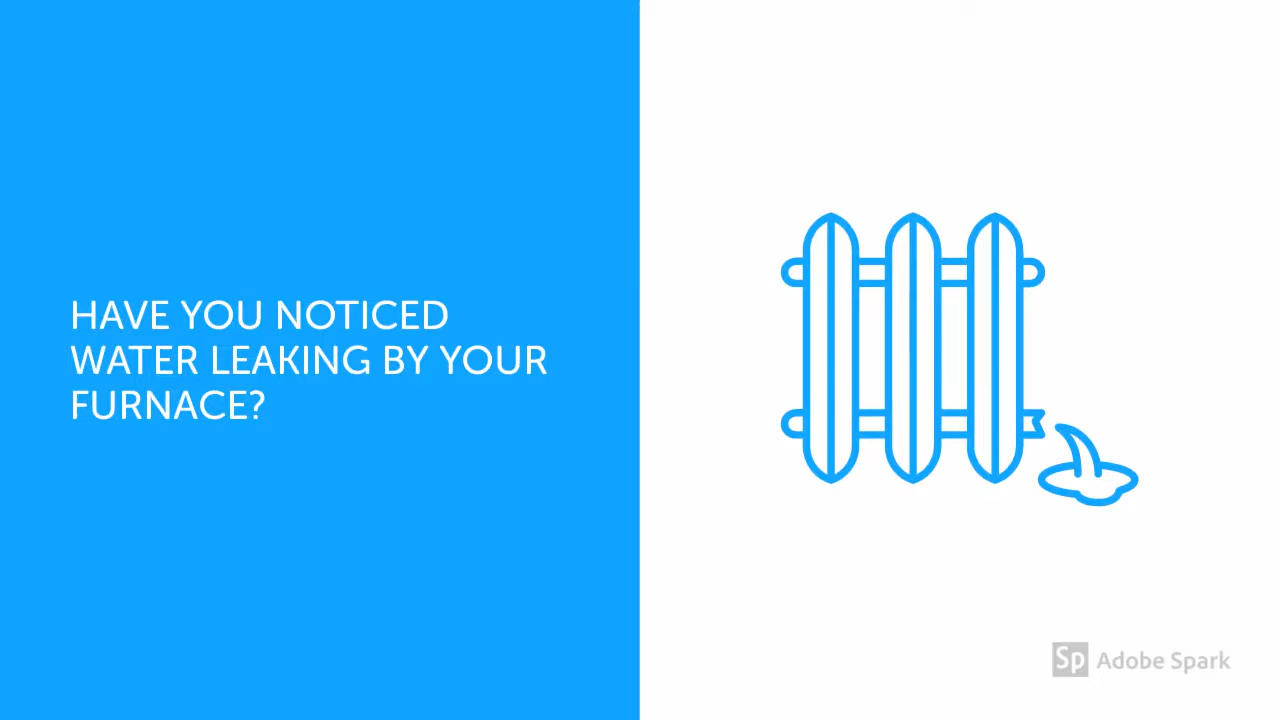 HAVE YOU NOTICED
WATER LEAKING BY YOUR
FURNACE?
Sp Adobe Spark